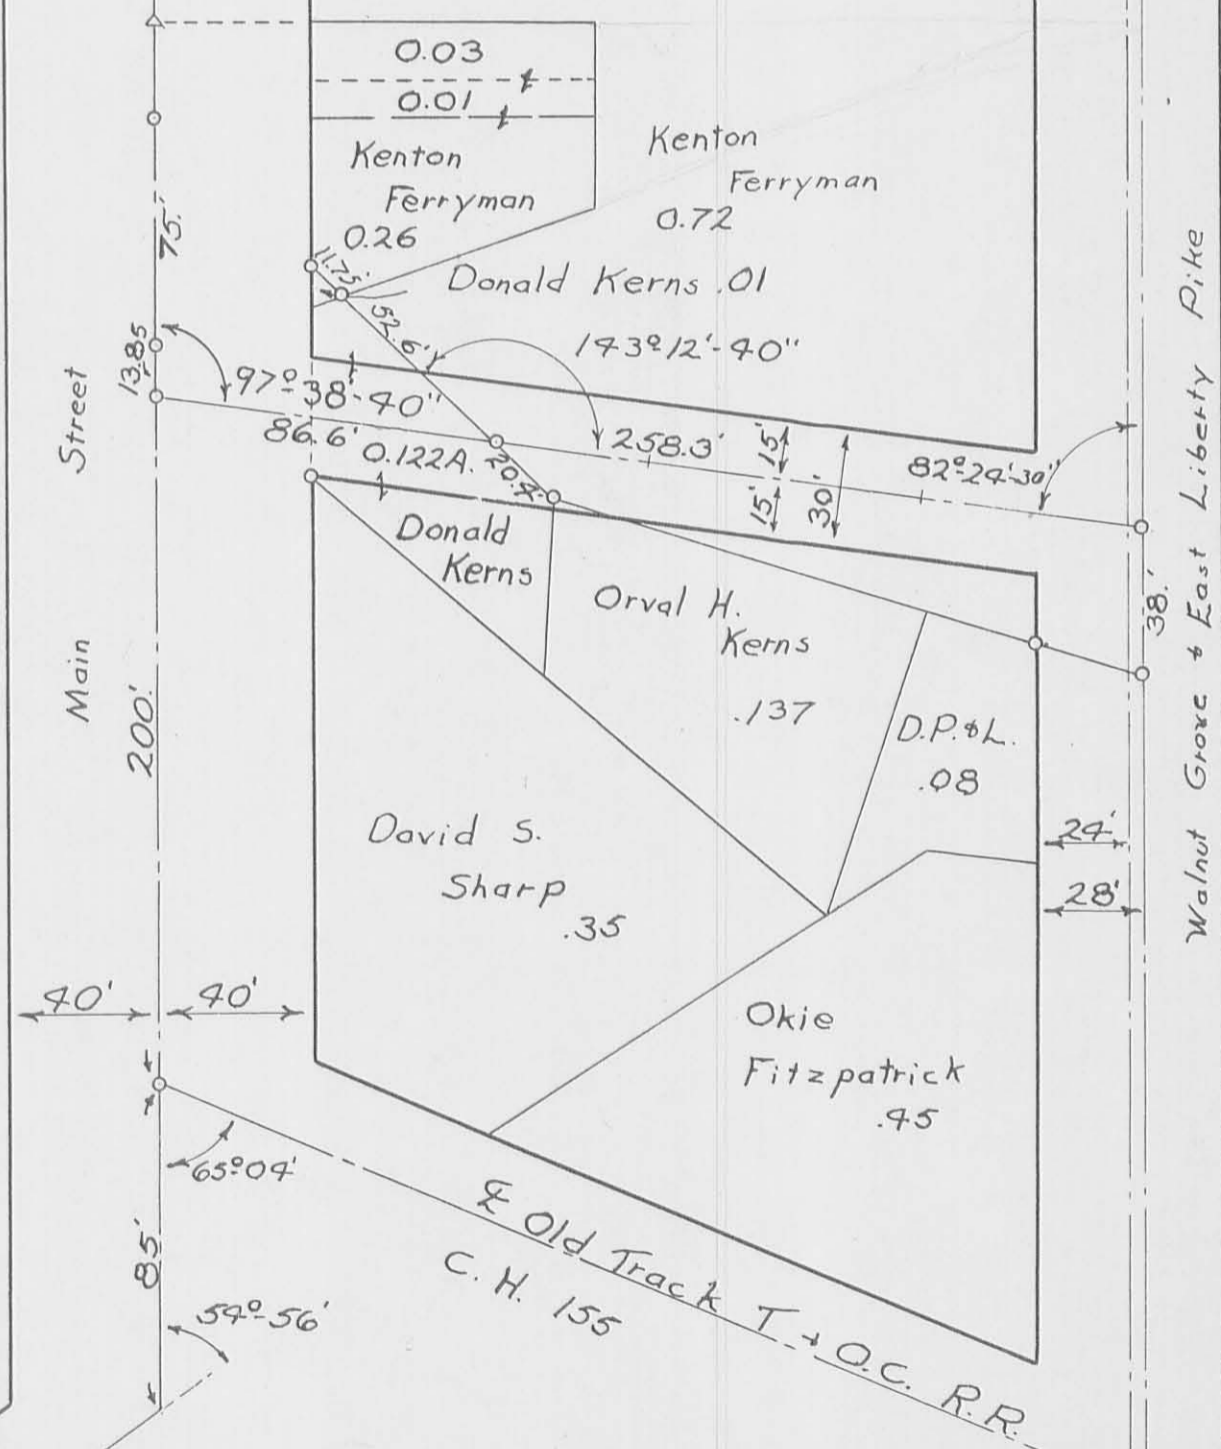 0.03
0.01
Kenton
Ferryman
0.26
Kenton
Ferryman
0.72
Donald Kerns .01
11.75'
52.6'
143°12'-40"
75.'
13.85
97°-38'-40"
86.6'
0.122A.
20.4
258.3'
15'
15'
30'
82°-24'-30"
38.'
Main Street
200.'
Walnut Grove & East Liberty Pike
Donald
Kerns
Orval H.
Kerns
.137
D.P.&L.
.08
David S.
Sharp
.35
24'
28'
40'
40'
Okie
Fitzpatrick
.45
65°04'
85.'
54°-56'
℄ Old Track T & O.C. R.R.
C. H. 155